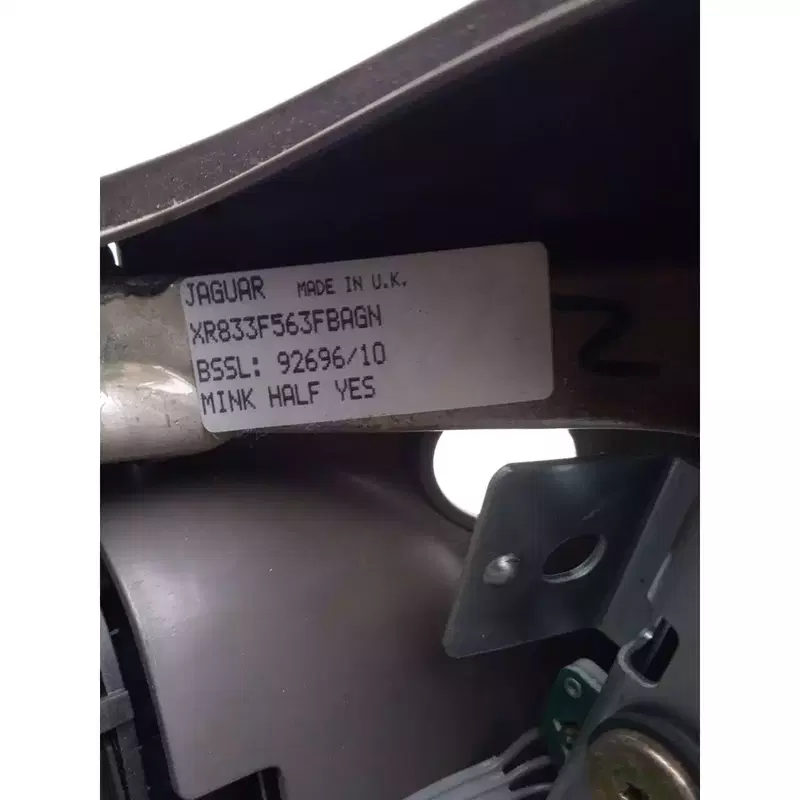 JAGUAR MADE IN U.K.
XR833F563FBAGN
BSSL: 92696/10
MINK HALF YES
N